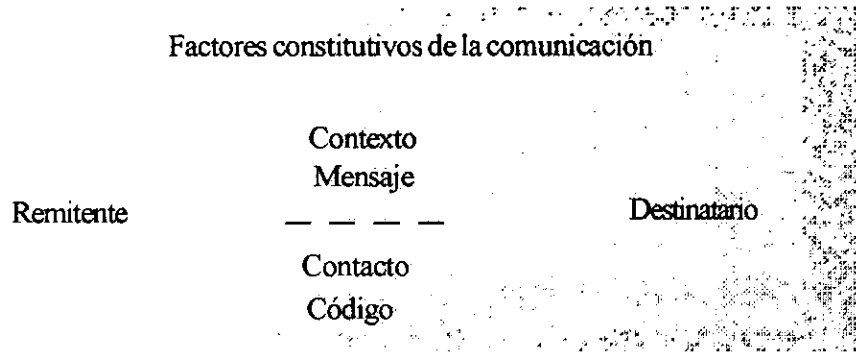 Factores constitutivos de la comunicación
Contexto
Mensaje
Remitente
Destinatario
Contacto
Código